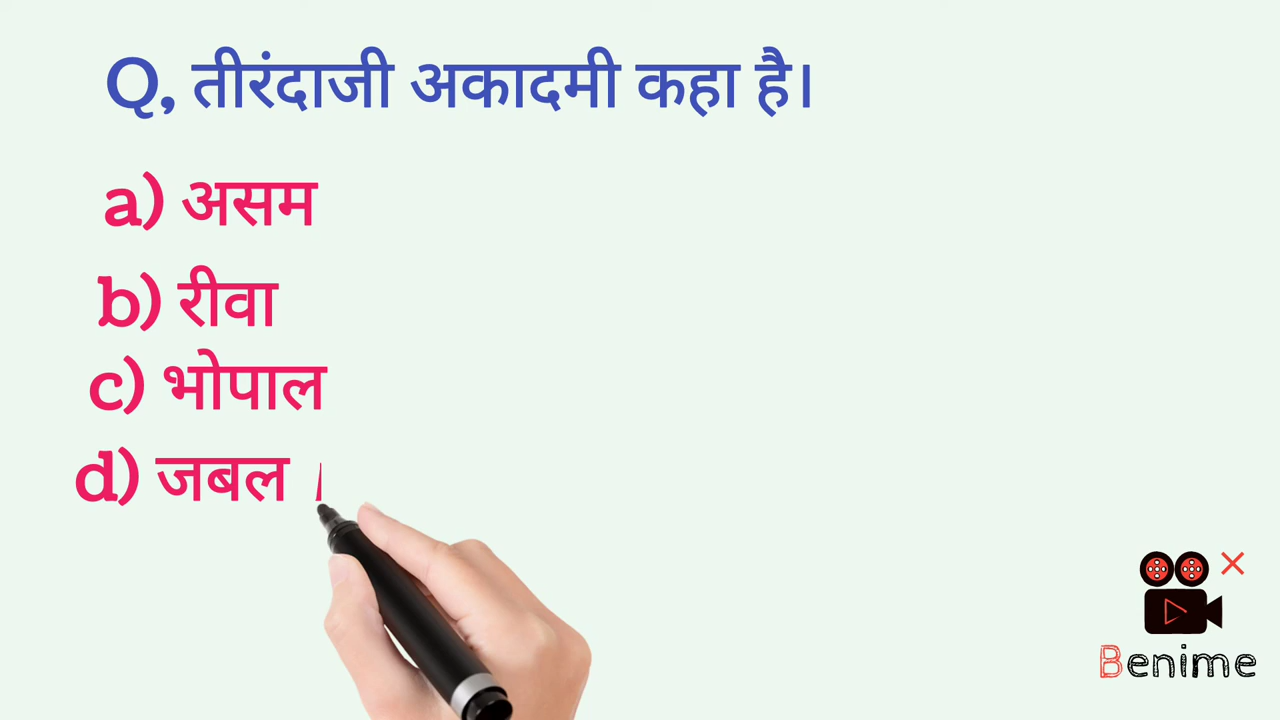 Q, तीरंदाजी अकादमी कहा है।
a) असम
b) रीवा
c) भोपाल
d) जबल
Benime